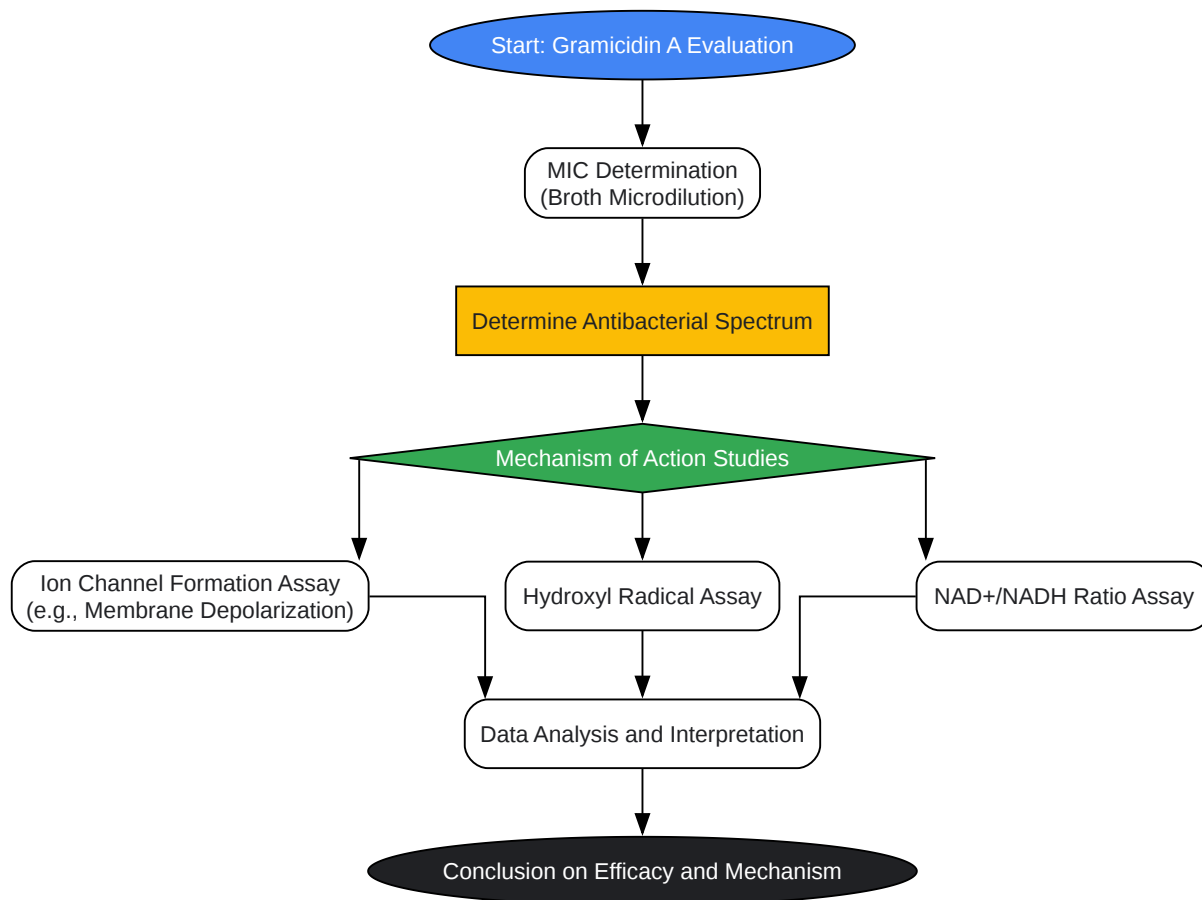 Start: Gramicidin A Evaluation
MIC Determination
(Broth Microdilution)
Determine Antibacterial Spectrum
Mechanism of Action Studies
Ion Channel Formation Assay
(e.g., Membrane Depolarization)
Hydroxyl Radical Assay
NAD+/NADH Ratio Assay
Data Analysis and Interpretation
Conclusion on Efficacy and Mechanism